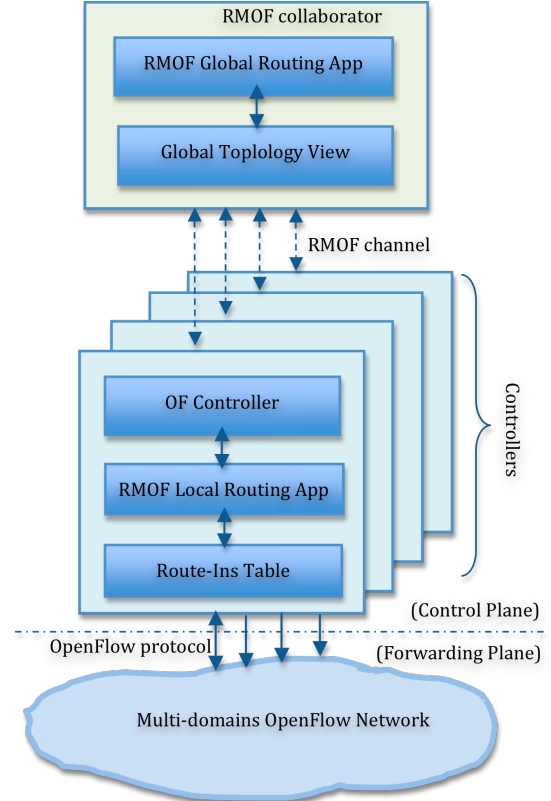 RMOF collaborator
RMOF Global Routing App
Global Toplology View
RMOF channel
OF Controller
RMOF Local Routing App
Route-Ins Table
Controllers
(Control Plane)
OpenFlow protocol
(Forwarding Plane)
Multi-domains OpenFlow Network